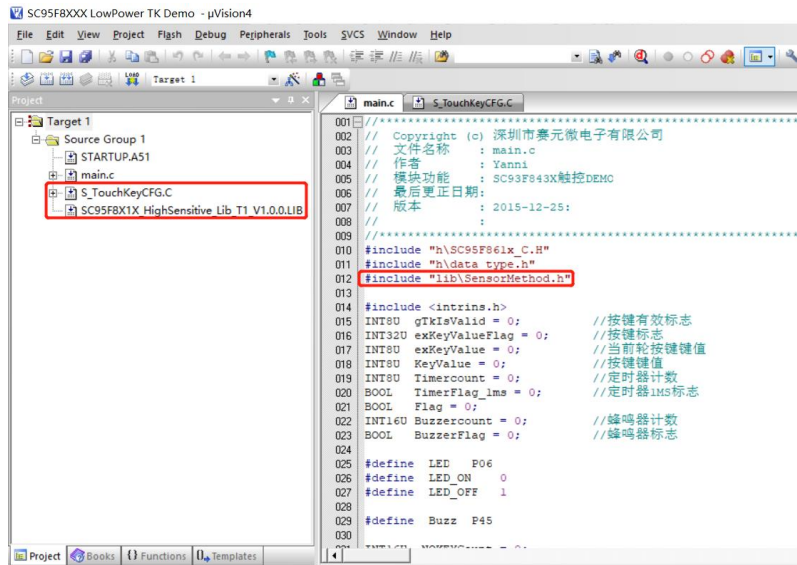 SC95F8XXX LowPower TK Demo - µVision4
File Edit View Project Flash Debug Peripherals Tools SVCS Window Help
LOAD Target 1
Project
main.c S_TouchKeyCFG.C
Target 1
Source Group 1
STARTUP.A51
main.c
S_TouchKeyCFG.C
SC95F8X1X_HighSensitive_Lib_T1_V1.0.0.LIB
001 //**************************************************
002 // Copyright (c) 深圳市赛元微电子有限公司
003 // 文件名称 : main.c
004 // 作者 : Yanni
005 // 模块功能 : SC93F843X触控DEMO
006 // 最后更正日期:
007 // 版本 : 2015-12-25:
008 // :
009 //**************************************************
010 #include "h\SC95F861x_C.H"
011 #include "h\data type.h"
012 #include "lib\SensorMethod.h"
013
014 #include <intrins.h>
015 INT8U gTkIsValid = 0; //按键有效标志
016 INT32U exKeyValueFlag = 0; //按键标志
017 INT8U exKeyValue = 0; //当前轮按键键值
018 INT8U KeyValue = 0; //按键键值
019 INT8U Timercount = 0; //定时器计数
020 BOOL TimerFlag_1ms = 0; //定时器1MS标志
021 BOOL Flag = 0;
022 INT16U Buzzercount = 0; //蜂鸣器计数
023 BOOL BuzzerFlag = 0; //蜂鸣器标志
024
025 #define LED P06
026 #define LED_ON 0
027 #define LED_OFF 1
028
029 #define Buzz P45
030
Project Books {} Functions 0 Templates